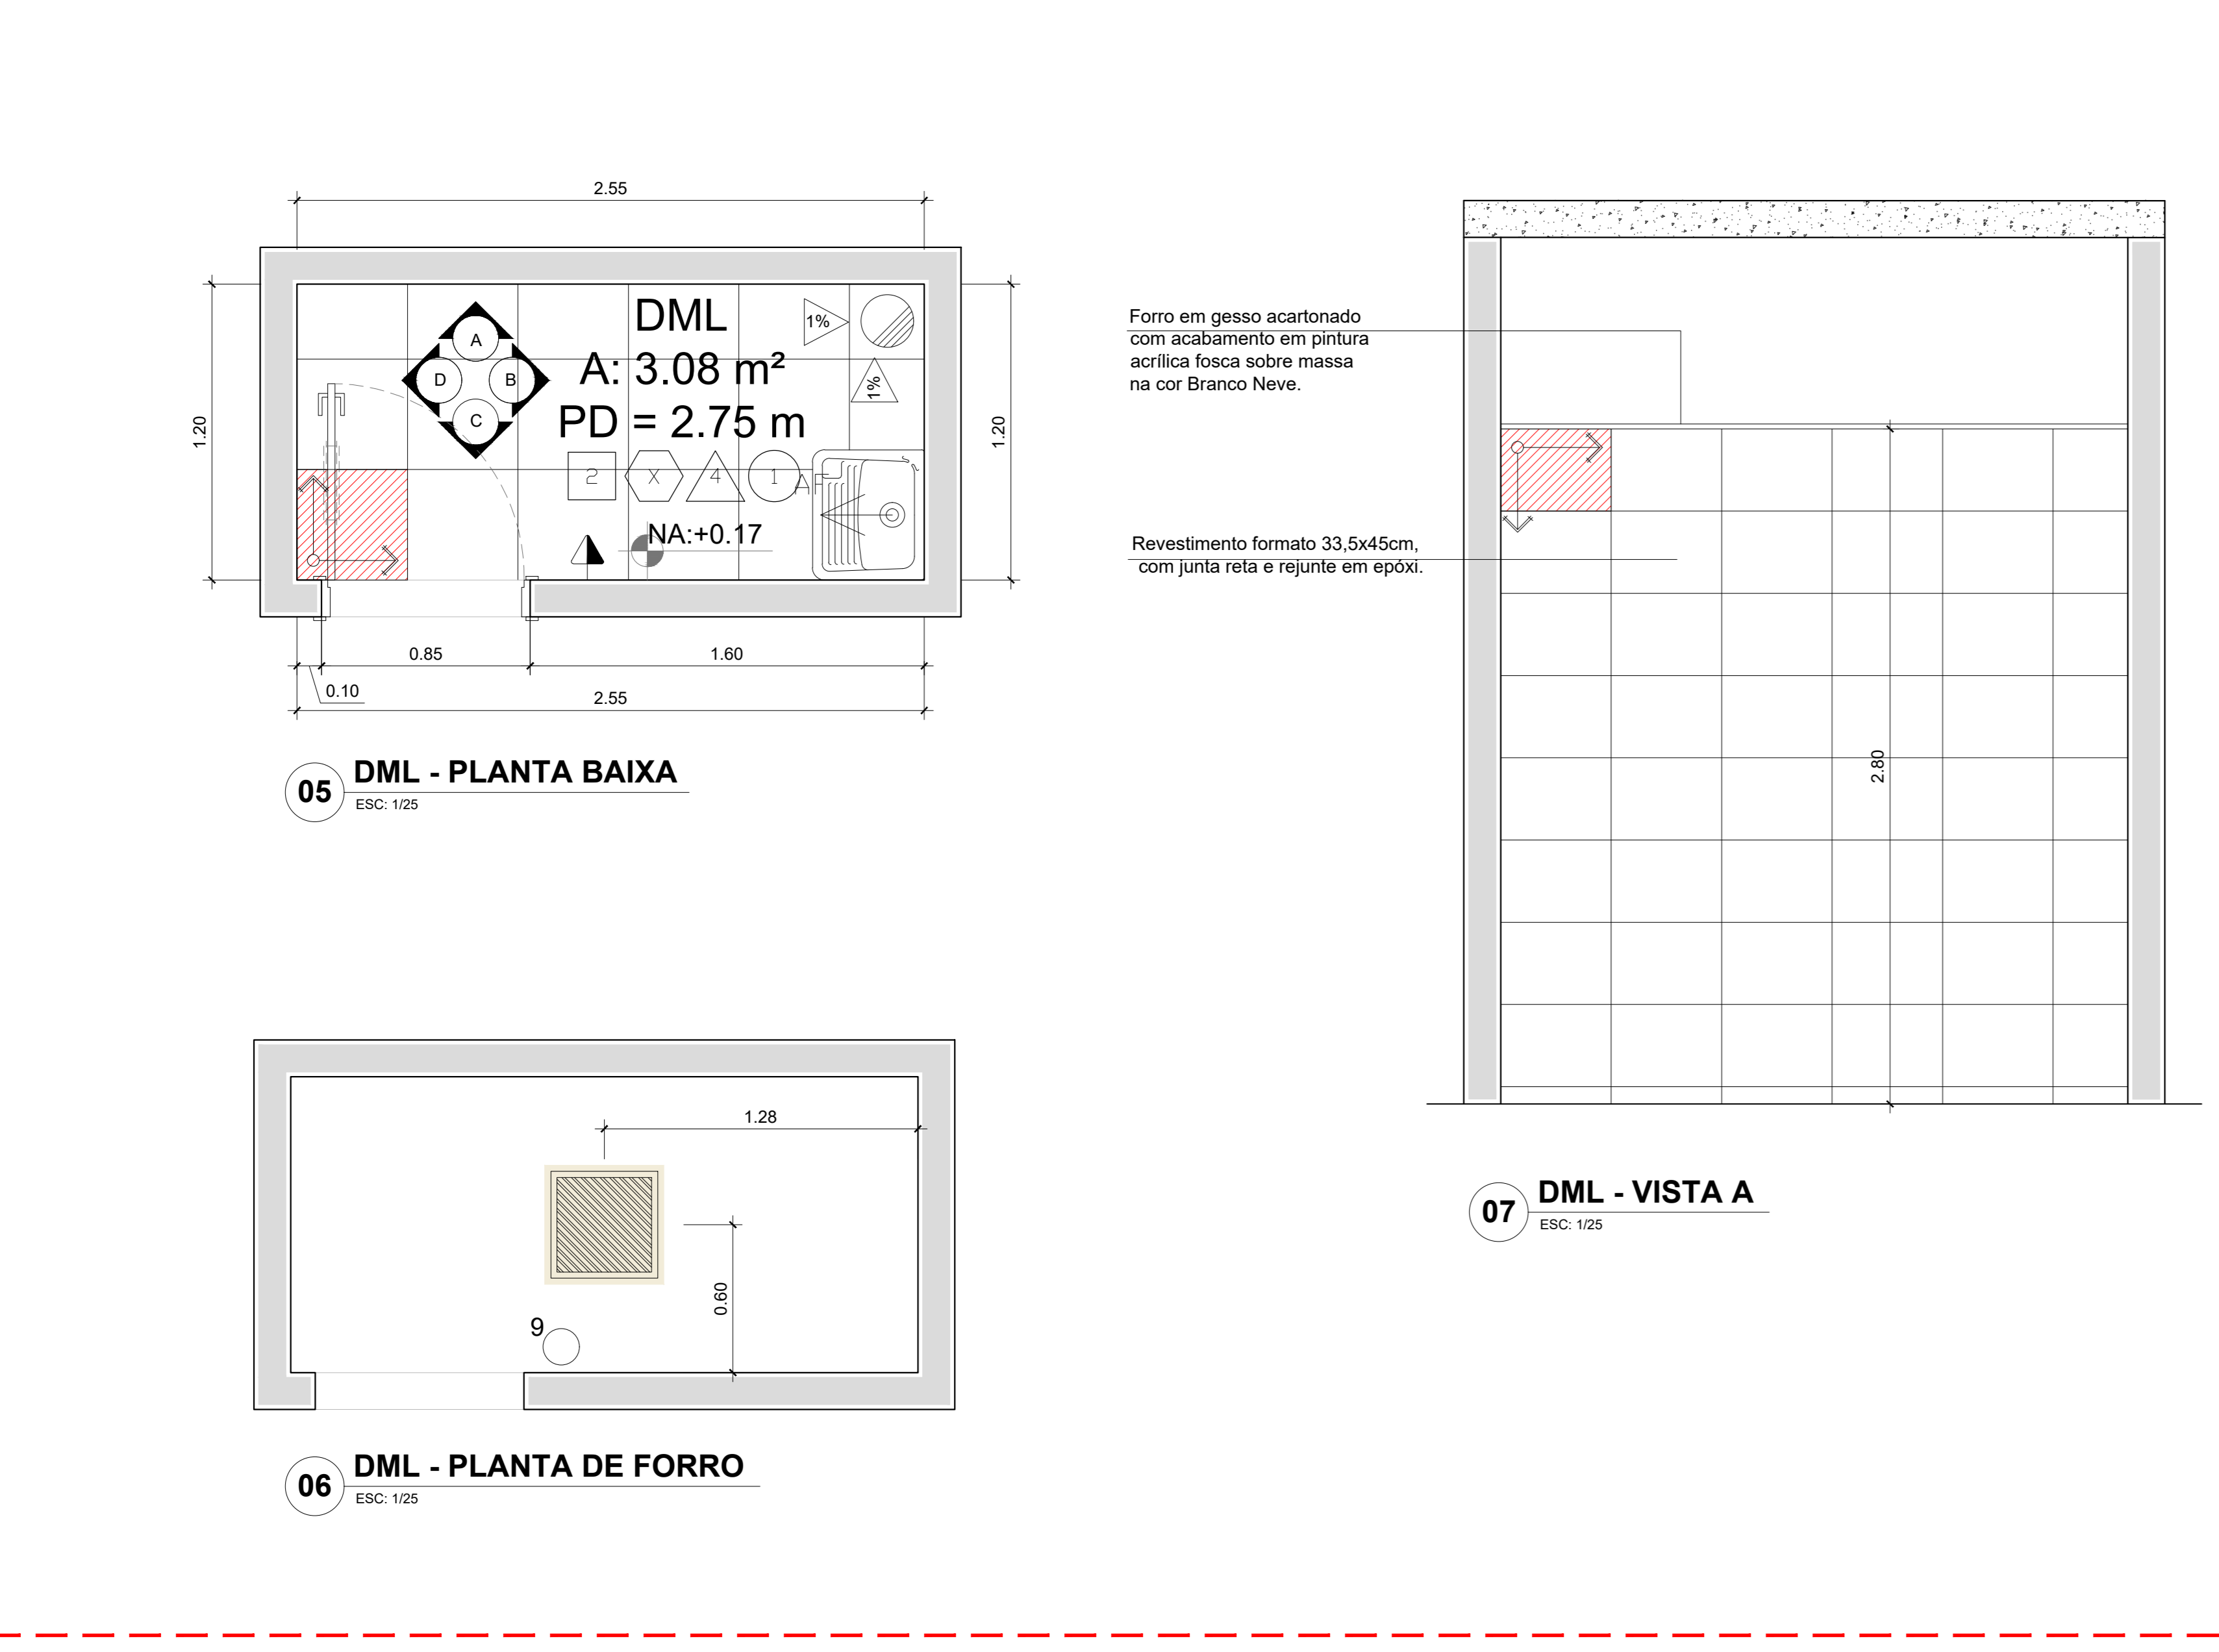 2.55
1.20
A
D
B
C
DML
A: 3.08 m²
PD = 2.75 m
1%
1%
2
X
4
1
AF
NA:+0.17
1.20
0.85
1.60
0.10
2.55
05
DML - PLANTA BAIXA
ESC: 1/25
1.28
0.60
9
06
DML - PLANTA DE FORRO
ESC: 1/25
Forro em gesso acartonado
com acabamento em pintura
acrílica fosca sobre massa
na cor Branco Neve.
Revestimento formato 33,5x45cm,
com junta reta e rejunte em epóxi.
2.80
07
DML - VISTA A
ESC: 1/25